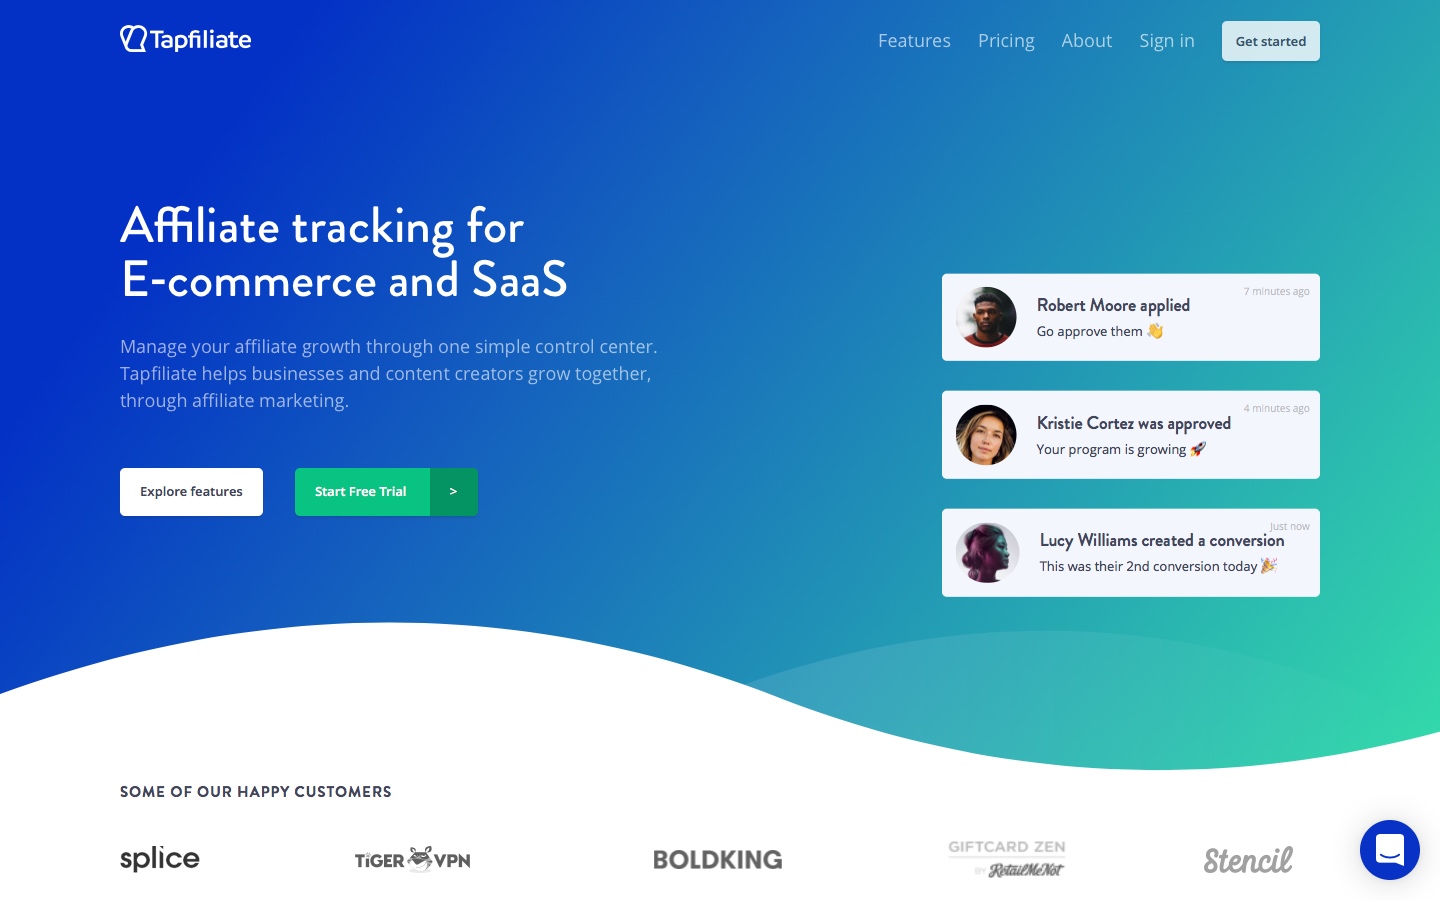 Tapfiliate
Features Pricing About Sign in Get started
Affiliate tracking for
E-commerce and SaaS
Manage your affiliate growth through one simple control center.
Tapfiliate helps businesses and content creators grow together,
through affiliate marketing.
Explore features
Start Free Trial >
7 minutes ago
Robert Moore applied
Go approve them 👋
4 minutes ago
Kristie Cortez was approved
Your program is growing 🚀
Just now
Lucy Williams created a conversion
This was their 2nd conversion today 🎉
SOME OF OUR HAPPY CUSTOMERS
splice
TiGER VPN
BOLDKING
GIFTCARD ZEN
BY RetailMeNot
Stencil